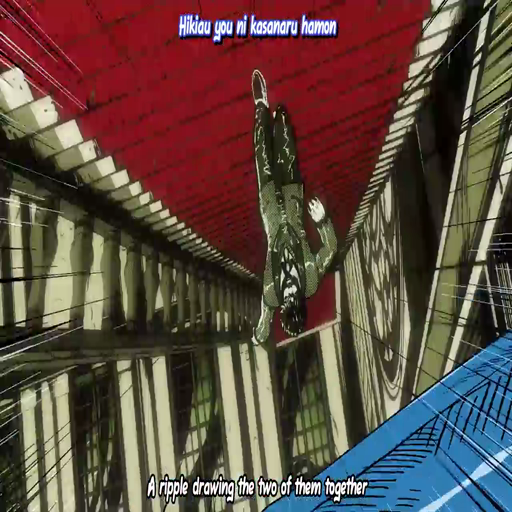 Hikiau you ni kasanaru hamon
A ripple drawing the two of them together